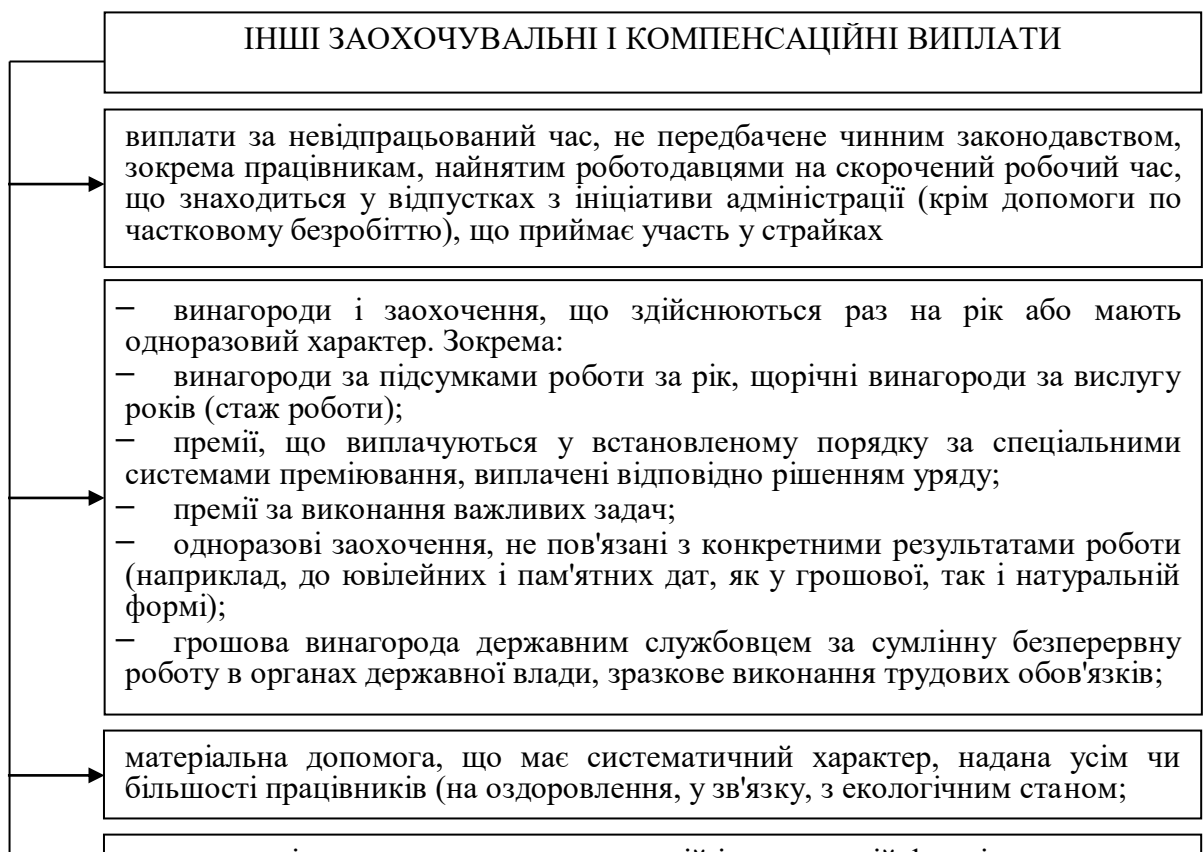 ІНШІ ЗАОХОЧУВАЛЬНІ І КОМПЕНСАЦІЙНІ ВИПЛАТИ
виплати за невідпрацьований час, не передбачене чинним законодавством,
зокрема працівникам, найнятим роботодавцями на скорочений робочий час,
що знаходиться у відпустках з ініціативи адміністрації (крім допомоги по
частковому безробіттю), що приймає участь у страйках
– винагороди і заохочення, що здійснюються раз на рік або мають
одноразовий характер. Зокрема:
– винагороди за підсумками роботи за рік, щорічні винагороди за вислугу
років (стаж роботи);
– премії, що виплачуються у встановленому порядку за спеціальними
системами преміювання, виплачені відповідно рішенням уряду;
– премії за виконання важливих задач;
– одноразові заохочення, не пов'язані з конкретними результатами роботи
(наприклад, до ювілейних і пам'ятних дат, як у грошової, так і натуральній
формі);
– грошова винагорода державним службовцем за сумлінну безперервну
роботу в органах державної влади, зразкове виконання трудових обов'язків;
матеріальна допомога, що має систематичний характер, надана усім чи
більшості працівників (на оздоровлення, у зв'язку, з екологічним станом;